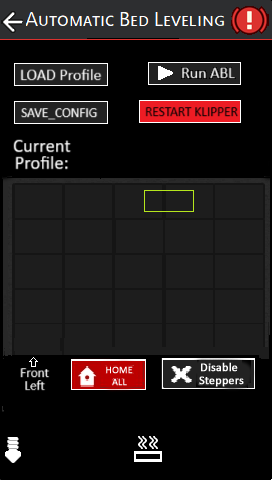 Automatic Bed Leveling
LOAD Profile
Run ABL
SAVE_CONFIG
RESTART KLIPPER
Current
Profile:
Front
Left
HOME
ALL
Disable
Steppers